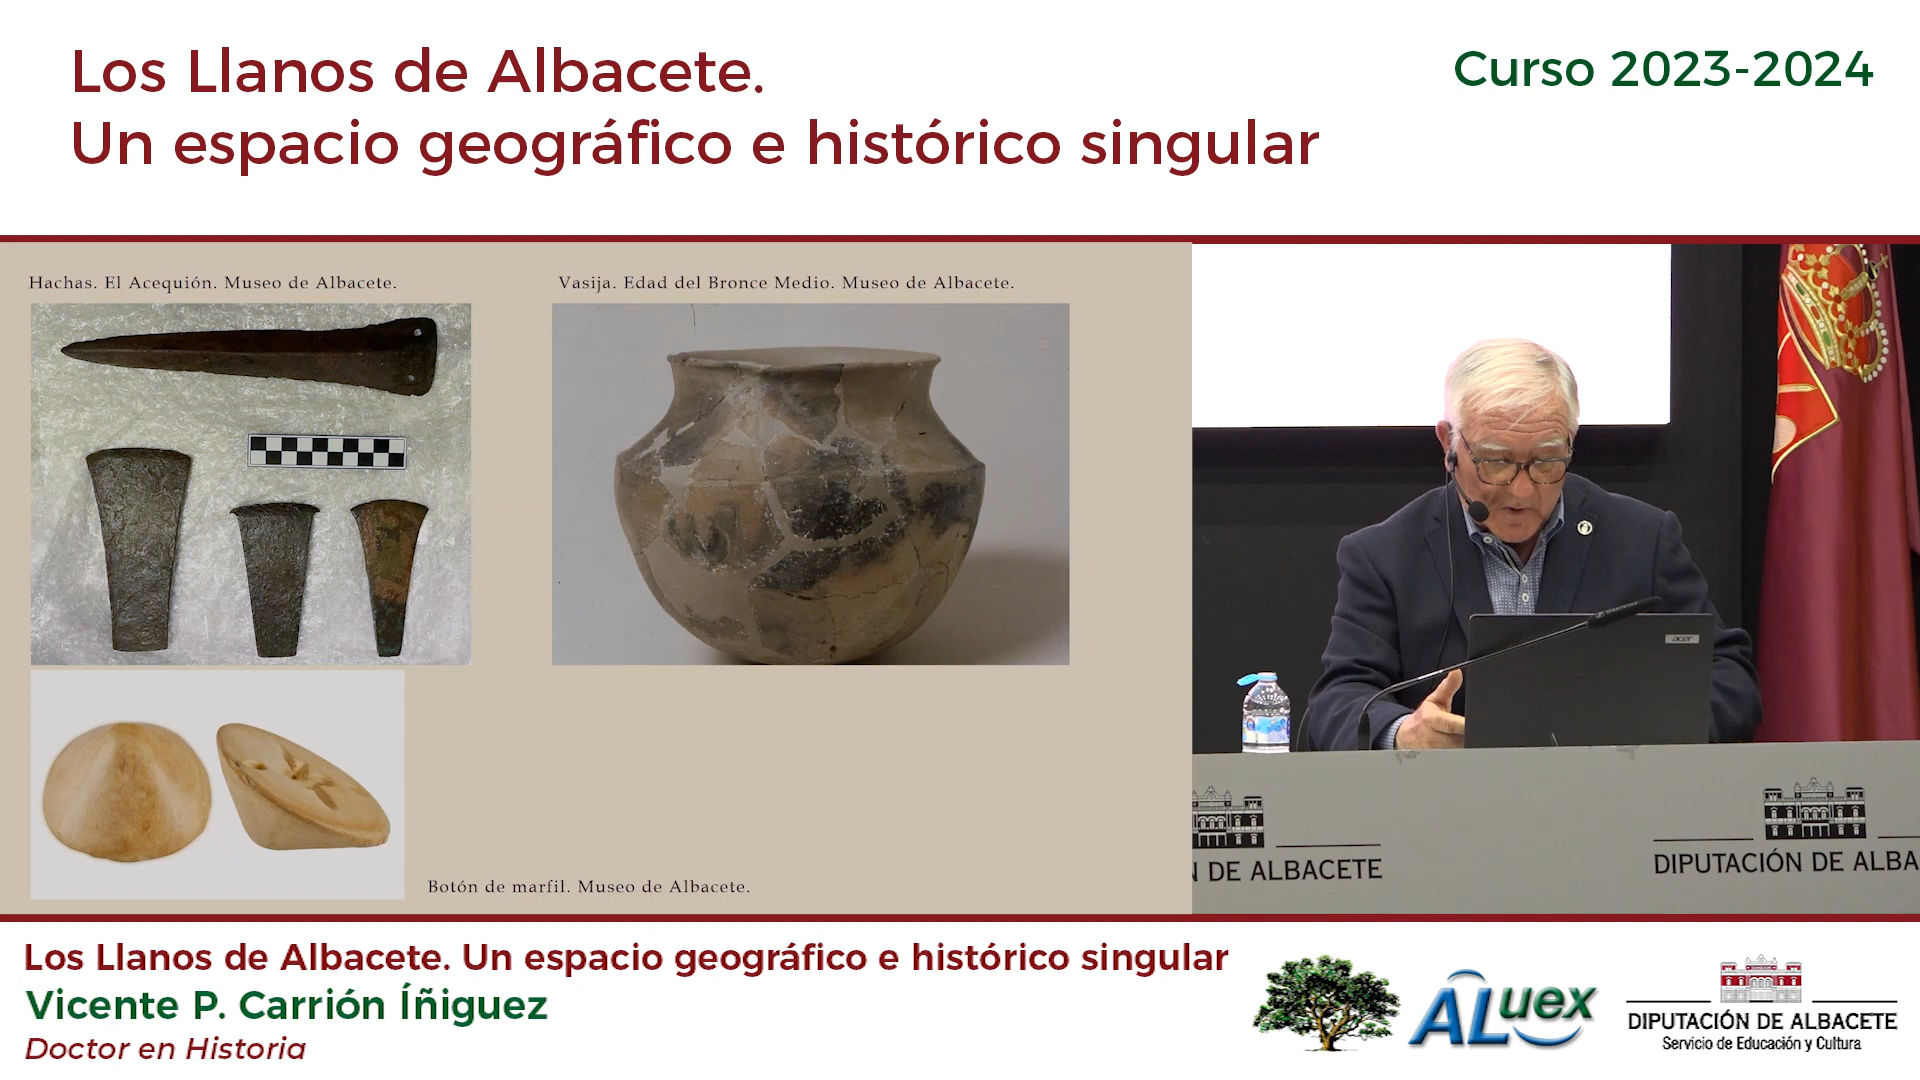 Los Llanos de Albacete.
Un espacio geográfico e histórico singular
Curso 2023-2024
Hachas. El Acequión. Museo de Albacete.
Vasija. Edad del Bronce Medio. Museo de Albacete.
Botón de marfil. Museo de Albacete.
acer
N DE ALBACETE
DIPUTACIÓN DE ALBA
Los Llanos de Albacete. Un espacio geográfico e histórico singular
Vicente P. Carrión Íñiguez
Doctor en Historia
ALuex
DIPUTACIÓN DE ALBACETE
Servicio de Educación y Cultura